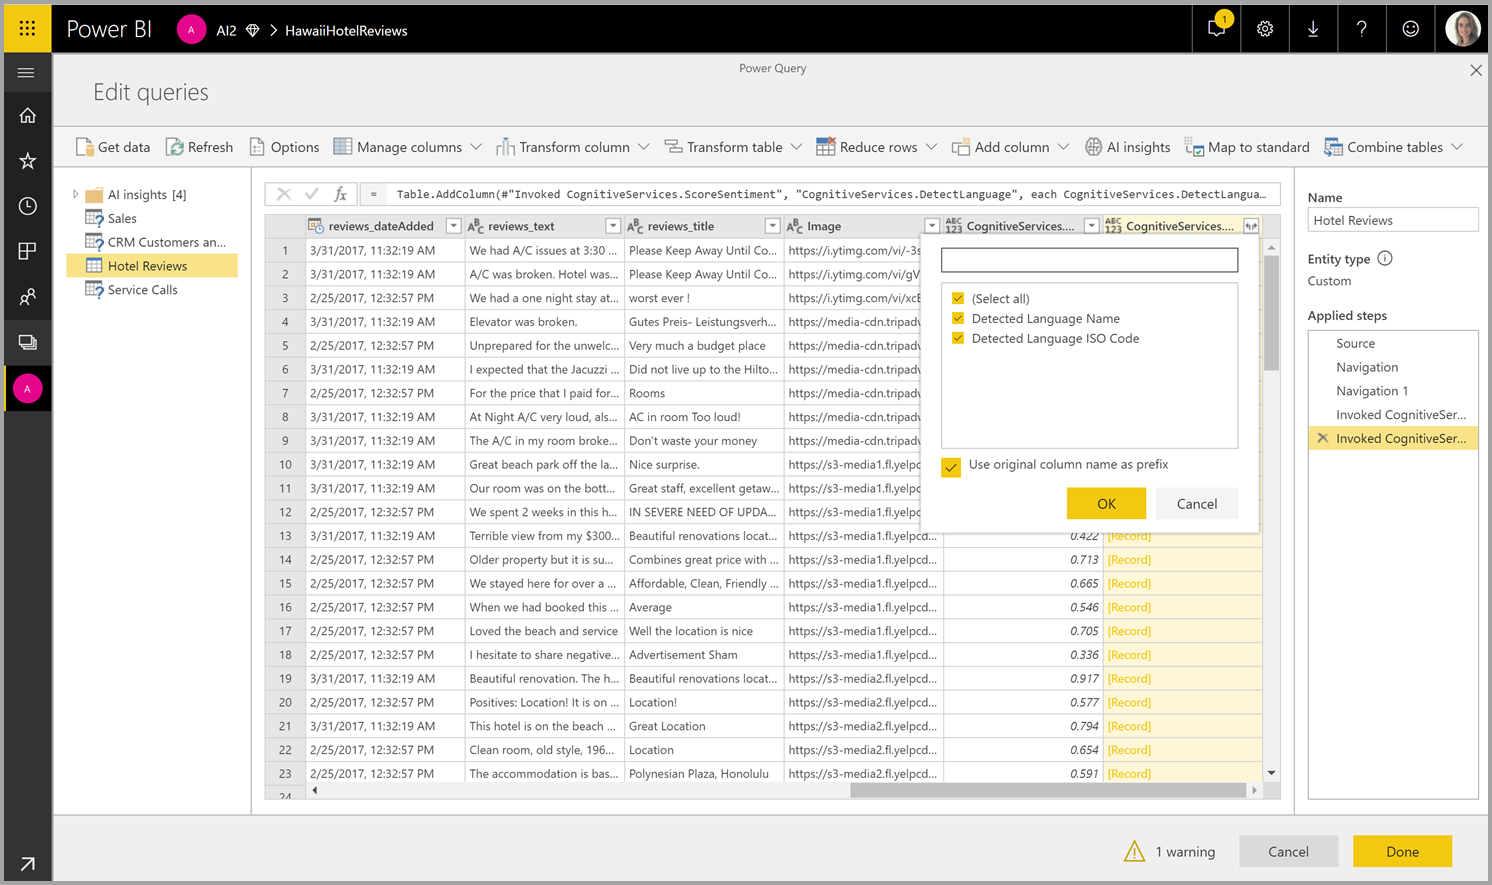 Power BI A AI2 HawaiiHotelReviews 1
Power Query
Edit queries
Get data Refresh Options Manage columns Transform column Transform table Reduce rows Add column AI insights Map to standard Combine tables
AI insights [4]
Sales
CRM Customers an...
Hotel Reviews
Service Calls
A
fx = Table.AddColumn(#"Invoked CognitiveServices.ScoreSentiment", "CognitiveServices.DetectLanguage", each CognitiveServices.DetectLangua...
reviews_dateAdded ABC reviews_text ABC reviews_title ABC Image ABC 123 CognitiveServices.... ABC 123 CognitiveServices....
1 3/31/2017, 11:32:19 AM We had A/C issues at 3:30 ... Please Keep Away Until Co... https://i.ytimg.com/vi/-3s
2 3/31/2017, 11:32:19 AM A/C was broken. Hotel was... Please Keep Away Until Co... https://i.ytimg.com/vi/gV
3 2/25/2017, 12:32:57 PM We had a one night stay at... worst ever ! https://i.ytimg.com/vi/xcE
4 3/31/2017, 11:32:19 AM Elevator was broken. Gutes Preis- Leistungsverh... https://media-cdn.tripadv
5 2/25/2017, 12:32:57 PM Unprepared for the unwelc... Very much a budget place https://media-cdn.tripadv
6 3/31/2017, 11:32:19 AM I expected that the Jacuzzi ... Did not live up to the Hilto... https://media-cdn.tripadv
7 2/25/2017, 12:32:57 PM For the price that I paid for... Rooms https://media-cdn.tripadv
8 3/31/2017, 11:32:19 AM At Night A/C very loud, als... AC in room Too loud! https://media-cdn.tripadv
9 3/31/2017, 11:32:19 AM The A/C in my room broke... Don't waste your money https://media-cdn.tripadv
10 3/31/2017, 11:32:19 AM Great beach park off the la... Nice surprise. https://s3-media1.fl.yelpc
11 3/31/2017, 11:32:19 AM Our room was on the bott... Great staff, excellent getaw... https://s3-media1.fl.yelpc
12 2/25/2017, 12:32:57 PM We spent 2 weeks in this h... IN SEVERE NEED OF UPDA... https://s3-media1.fl.yelpc
13 3/31/2017, 11:32:19 AM Terrible view from my $300... Beautiful renovations locat... https://s3-media1.fl.yelpcd... 0.422 [Record]
14 2/25/2017, 12:32:57 PM Older property but it is su... Combines great price with ... https://s3-media1.fl.yelpcd... 0.713 [Record]
15 2/25/2017, 12:32:57 PM We stayed here for over a ... Affordable, Clean, Friendly ... https://s3-media1.fl.yelpcd... 0.665 [Record]
16 2/25/2017, 12:32:57 PM When we had booked this ... Average https://s3-media1.fl.yelpcd... 0.546 [Record]
17 2/25/2017, 12:32:57 PM Loved the beach and service Well the location is nice https://s3-media1.fl.yelpcd... 0.705 [Record]
18 2/25/2017, 12:32:57 PM I hesitate to share negative... Advertisement Sham https://s3-media1.fl.yelpcd... 0.336 [Record]
19 3/31/2017, 11:32:19 AM Beautiful renovation. The h... Beautiful renovations locat... https://s3-media2.fl.yelpcd... 0.917 [Record]
20 2/25/2017, 12:32:57 PM Positives: Location! It is on ... Location! https://s3-media2.fl.yelpcd... 0.577 [Record]
21 3/31/2017, 11:32:19 AM This hotel is on the beach ... Great Location https://s3-media2.fl.yelpcd... 0.794 [Record]
22 2/25/2017, 12:32:57 PM Clean room, old style, 196... Location https://s3-media2.fl.yelpcd... 0.654 [Record]
23 2/25/2017, 12:32:57 PM The accommodation is bas... Polynesian Plaza, Honolulu https://s3-media2.fl.yelpcd... 0.591 [Record]
24
(Select all)
Detected Language Name
Detected Language ISO Code
Use original column name as prefix
OK Cancel
Name
Hotel Reviews
Entity type
Custom
Applied steps
Source
Navigation
Navigation 1
Invoked CognitiveSer...
Invoked CognitiveSer...
1 warning Cancel Done